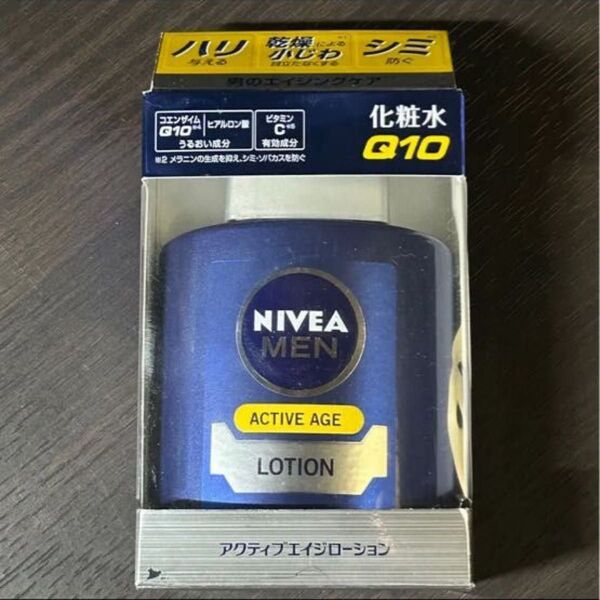 ハリ 与える
乾燥による 小じわ 目立たなくする
シミ 防ぐ
男のエイジングケア
化粧水
Q10
コエンザイム Q10※4 ヒアルロン酸
うるおい成分
ビタミン C※5 有効成分
※2 メラニンの生成を抑え、シミ・ソバカスを防ぐ
NIVEA
MEN
ACTIVE AGE
LOTION
アクティブエイジローション